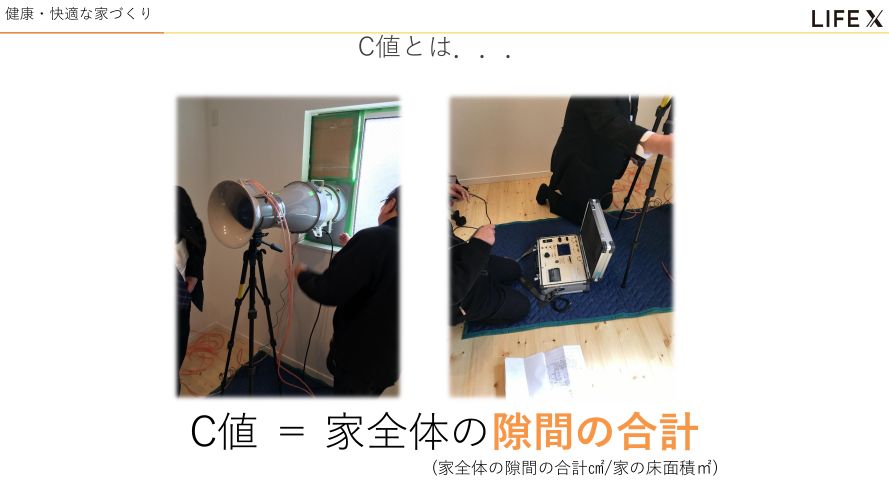 健康・快適な家づくり
LIFE X
C値とは．．．
C値 ＝ 家全体の隙間の合計
（家全体の隙間の合計㎠/家の床面積㎡）